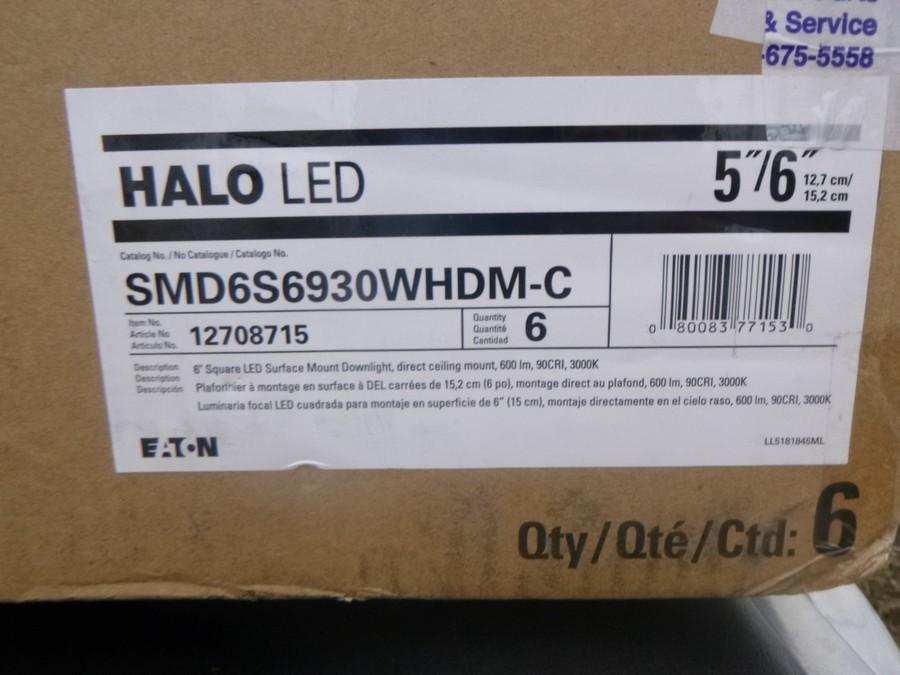 & Service
-675-5558
HALO LED
5"/6"
12,7 cm/
15,2 cm
Catalog No. / No Catalogue / Catalogo No.
SMD6S6930WHDM-C
Item No.
Article No
Articulo No.
12708715
Quantity
Quantité
Cantidad
6
0 80083 77153 0
Description
Description
Descripción
6" Square LED Surface Mount Downlight, direct ceiling mount, 600 lm, 90CRI, 3000K
Plafonnier à montage en surface à DEL carrées de 15,2 cm (6 po), montage direct au plafond, 600 lm, 90CRI, 3000K
Luminaria focal LED cuadrada para montaje en superficie de 6" (15 cm), montaje directamente en el cielo raso, 600 lm, 90CRI, 3000K
EATON
LL5181845ML
Qty/Qté/Ctd: 6